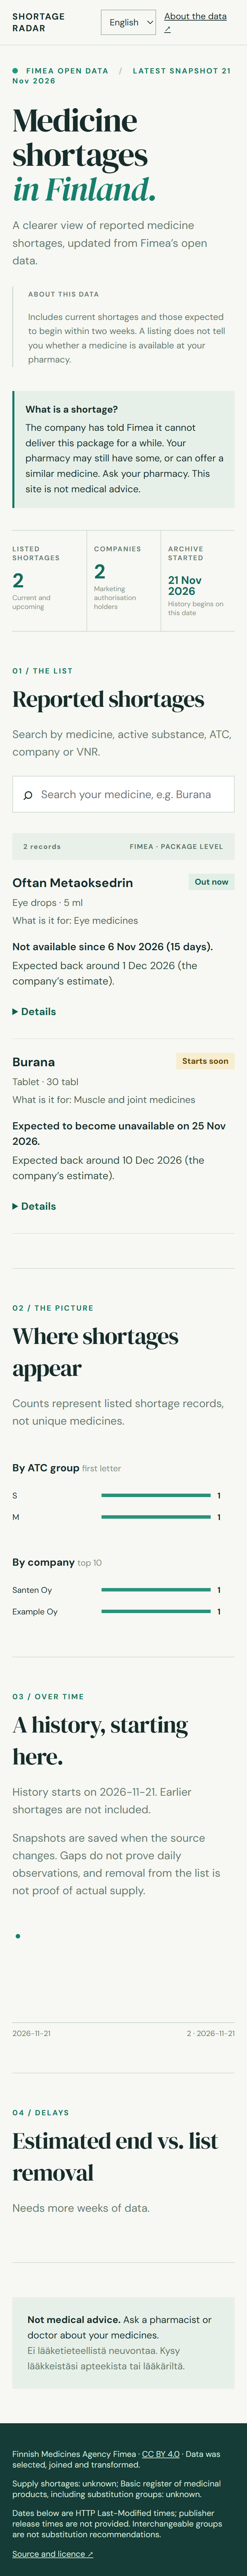 SHORTAGE
RADAR
English
About the data
↗
FIMEA OPEN DATA / LATEST SNAPSHOT 21
Nov 2026
Medicine
shortages
in Finland.
A clearer view of reported medicine
shortages, updated from Fimea’s open
data.
ABOUT THIS DATA
Includes current shortages and those expected
to begin within two weeks. A listing does not tell
you whether a medicine is available at your
pharmacy.
What is a shortage?
The company has told Fimea it cannot
deliver this package for a while. Your
pharmacy may still have some, or can offer a
similar medicine. Ask your pharmacy. This
site is not medical advice.
LISTED
SHORTAGES
2
Current and
upcoming
COMPANIES
2
Marketing
authorisation
holders
ARCHIVE
STARTED
21 Nov
2026
History begins on
this date
01 / THE LIST
Reported shortages
Search by medicine, active substance, ATC,
company or VNR.
Search your medicine, e.g. Burana
2 records FIMEA · PACKAGE LEVEL
Oftan Metaoksedrin Out now
Eye drops · 5 ml
What is it for: Eye medicines
Not available since 6 Nov 2026 (15 days).
Expected back around 1 Dec 2026 (the
company’s estimate).
▶ Details
Burana Starts soon
Tablet · 30 tabl
What is it for: Muscle and joint medicines
Expected to become unavailable on 25 Nov
2026.
Expected back around 10 Dec 2026 (the
company’s estimate).
▶ Details
02 / THE PICTURE
Where shortages
appear
Counts represent listed shortage records,
not unique medicines.
By ATC group first letter
S 1
M 1
By company top 10
Santen Oy 1
Example Oy 1
03 / OVER TIME
A history, starting
here.
History starts on 2026-11-21. Earlier
shortages are not included.
Snapshots are saved when the source
changes. Gaps do not prove daily
observations, and removal from the list is
not proof of actual supply.
2026-11-21 2 · 2026-11-21
04 / DELAYS
Estimated end vs. list
removal
Needs more weeks of data.
Not medical advice. Ask a pharmacist or
doctor about your medicines.
Ei lääketieteellistä neuvontaa. Kysy
lääkkeistäsi apteekista tai lääkäriltä.
Finnish Medicines Agency Fimea · CC BY 4.0 · Data was
selected, joined and transformed.
Supply shortages: unknown; Basic register of medicinal
products, including substitution groups: unknown.
Dates below are HTTP Last-Modified times; publisher
release times are not provided. Interchangeable groups
are not substitution recommendations.
Source and licence ↗